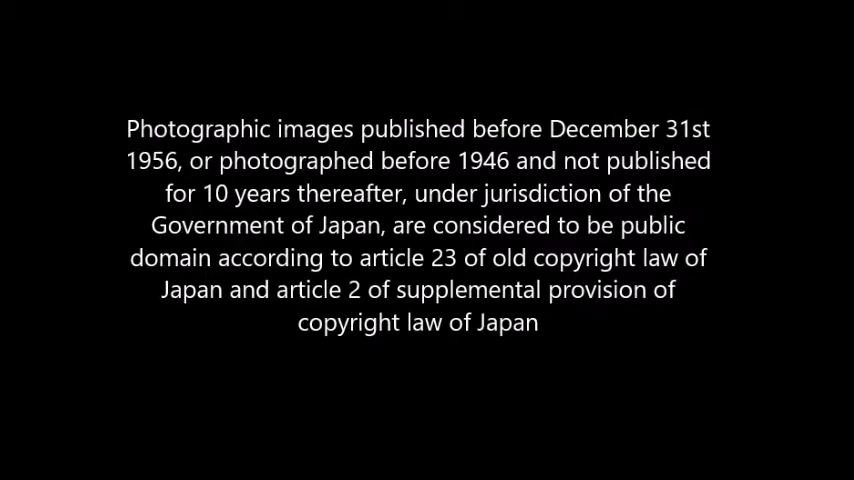 Photographic images published before December 31st
1956, or photographed before 1946 and not published
for 10 years thereafter, under jurisdiction of the
Government of Japan, are considered to be public
domain according to article 23 of old copyright law of
Japan and article 2 of supplemental provision of
copyright law of Japan